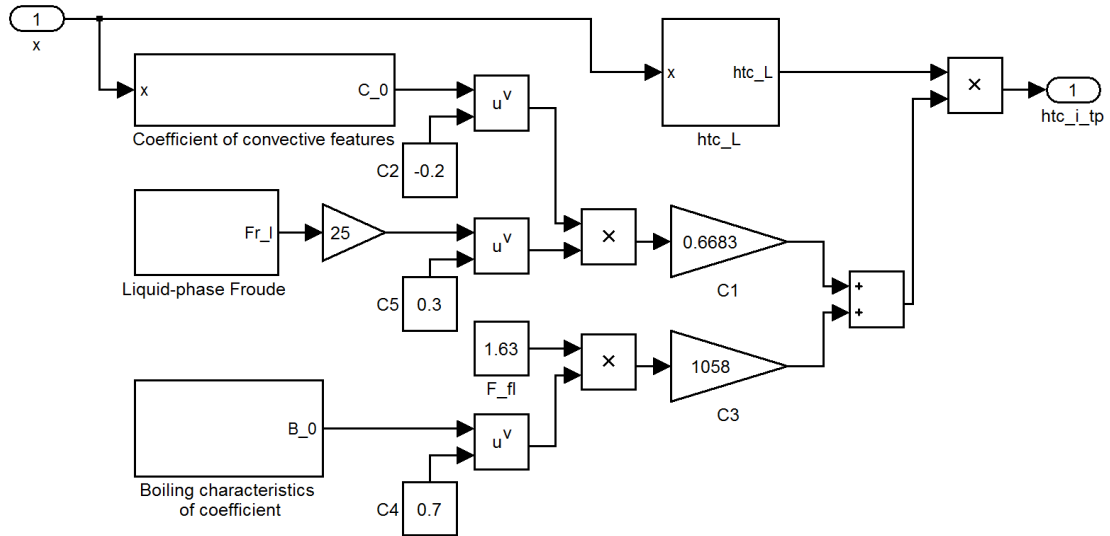 1
x
x
C_0
Coefficient of convective features
u^v
C2
-0.2
x
htc_L
htc_L
×
1
htc_i_tp
Fr_l
Liquid-phase Froude
25
u^v
C5
0.3
×
0.6683
C1
+
+
1.63
F_fl
×
1058
C3
B_0
Boiling characteristics
of coefficient
u^v
C4
0.7